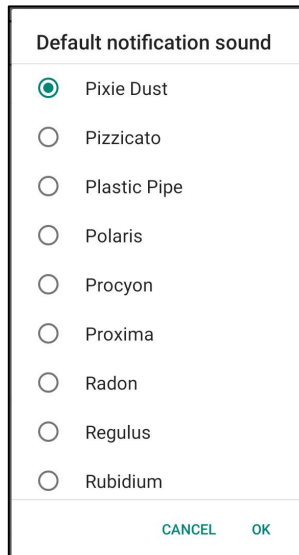 Default notification sound
Pixie Dust
Pizzicato
Plastic Pipe
Polaris
Procyon
Proxima
Radon
Regulus
Rubidium
CANCEL OK